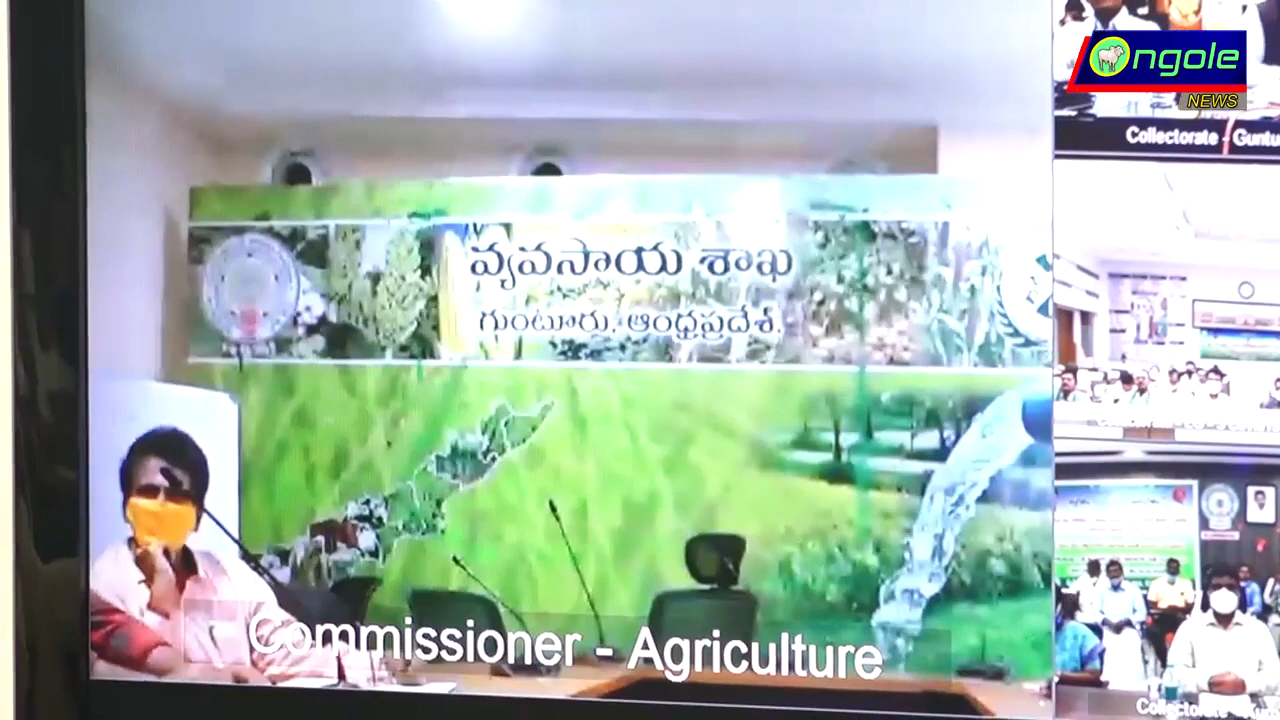 Ongole
NEWS
Collectorate - Guntu
వ్యవసాయ శాఖ
గుంటూరు, ఆంధ్రప్రదేశ్.
Commissioner - Agriculture